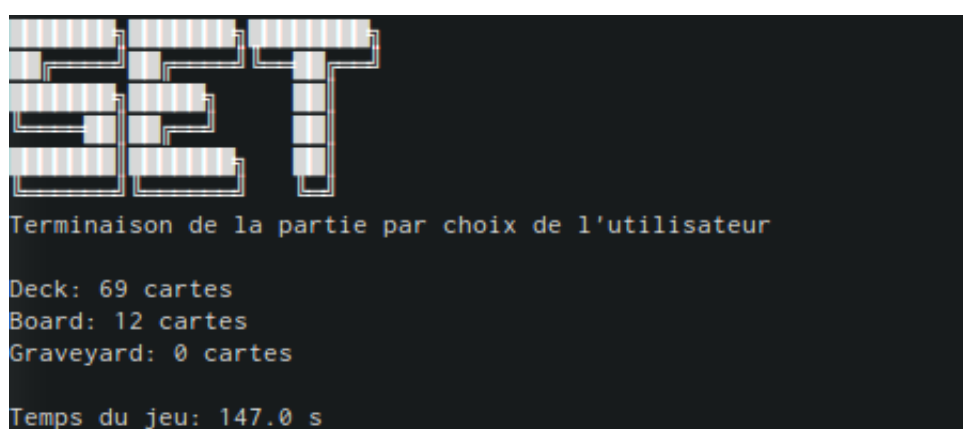 SET
Terminaison de la partie par choix de l'utilisateur
Deck: 69 cartes
Board: 12 cartes
Graveyard: 0 cartes
Temps du jeu: 147.0 s